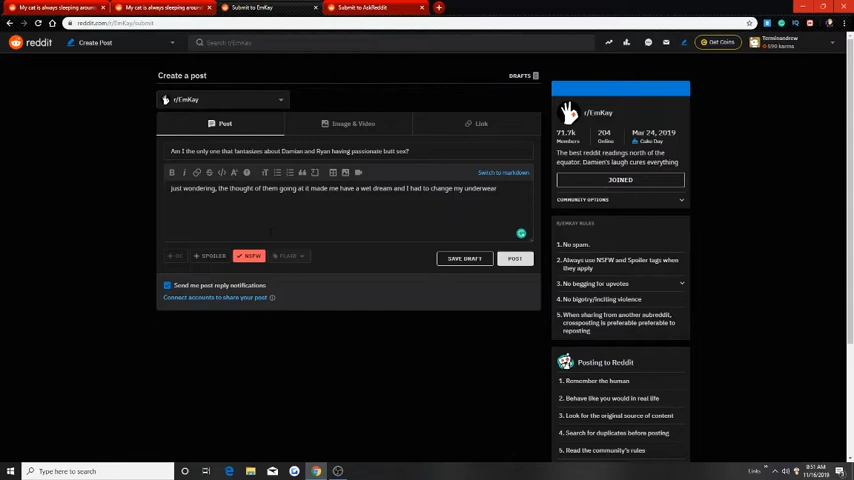 My cat is always sleeping around
My cat is always sleeping around
Submit to EmKay
Submit to AskReddit
reddit.com/r/EmKay/submit
reddit
Create Post
Search r/EmKay
Get Coins
Terminandrew
599 karma
Create a post
DRAFTS
r/EmKay
Post
Image & Video
Link
Am I the only one that fantasizes about Damian and Ryan having passionate butt sex?
Switch to markdown
Just wondering, the thought of them going at it made me have a wet dream and I had to change my underwear
+ OC
+ SPOILER
NSFW
FLAIR
SAVE DRAFT
POST
Send me post reply notifications
Connect accounts to share your post
r/EmKay
71.7k
Members
204
Online
Mar 24, 2019
Cake Day
The best reddit readings north of the
equator. Damien's laugh cures everything
JOINED
COMMUNITY OPTIONS
R/EMKAY RULES
1. No spam.
2. Always use NSFW and Spoiler tags when
they apply
3. No begging for upvotes
4. No bigotry/inciting violence
5. When sharing from another subreddit,
crossposting is preferable preferable to
reposting
Posting to Reddit
1. Remember the human
2. Behave like you would in real life
3. Look for the original source of content
4. Search for duplicates before posting
5. Read the community's rules
Type here to search
Links
8:51 AM
11/16/2019